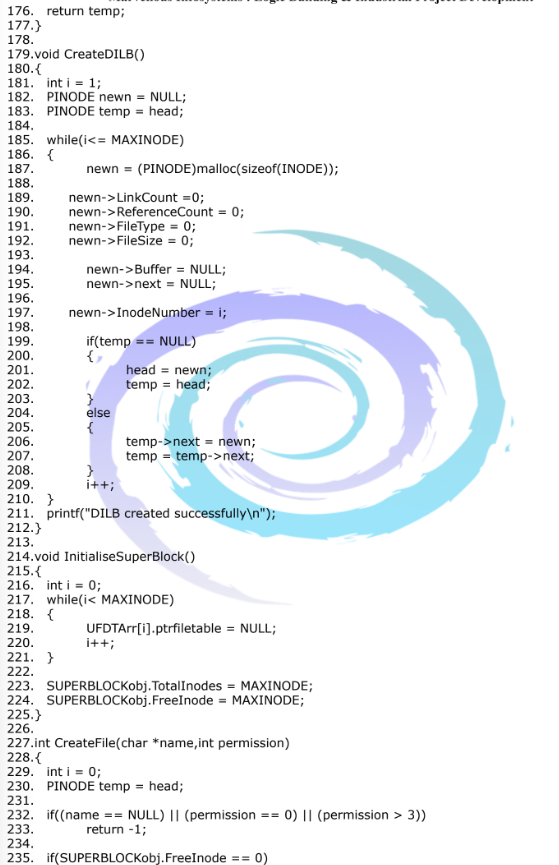 Marvellous Infosystems : Logic Building & Industrial Project Development
176. return temp;
177.}
178.
179.void CreateDILB()
180.{
181. int i = 1;
182. PINODE newn = NULL;
183. PINODE temp = head;
184.
185. while(i<= MAXINODE)
186. {
187. newn = (PINODE)malloc(sizeof(INODE));
188.
189. newn->LinkCount =0;
190. newn->ReferenceCount = 0;
191. newn->FileType = 0;
192. newn->FileSize = 0;
193.
194. newn->Buffer = NULL;
195. newn->next = NULL;
196.
197. newn->InodeNumber = i;
198.
199. if(temp == NULL)
200. {
201. head = newn;
202. temp = head;
203. }
204. else
205. {
206. temp->next = newn;
207. temp = temp->next;
208. }
209. i++;
210. }
211. printf("DILB created successfully\n");
212.}
213.
214.void InitialiseSuperBlock()
215.{
216. int i = 0;
217. while(i< MAXINODE)
218. {
219. UFDTArr[i].ptrfiletable = NULL;
220. i++;
221. }
222.
223. SUPERBLOCKobj.TotalInodes = MAXINODE;
224. SUPERBLOCKobj.FreeInode = MAXINODE;
225.}
226.
227.int CreateFile(char *name,int permission)
228.{
229. int i = 0;
230. PINODE temp = head;
231.
232. if((name == NULL) || (permission == 0) || (permission > 3))
233. return -1;
234.
235. if(SUPERBLOCKobj.FreeInode == 0)